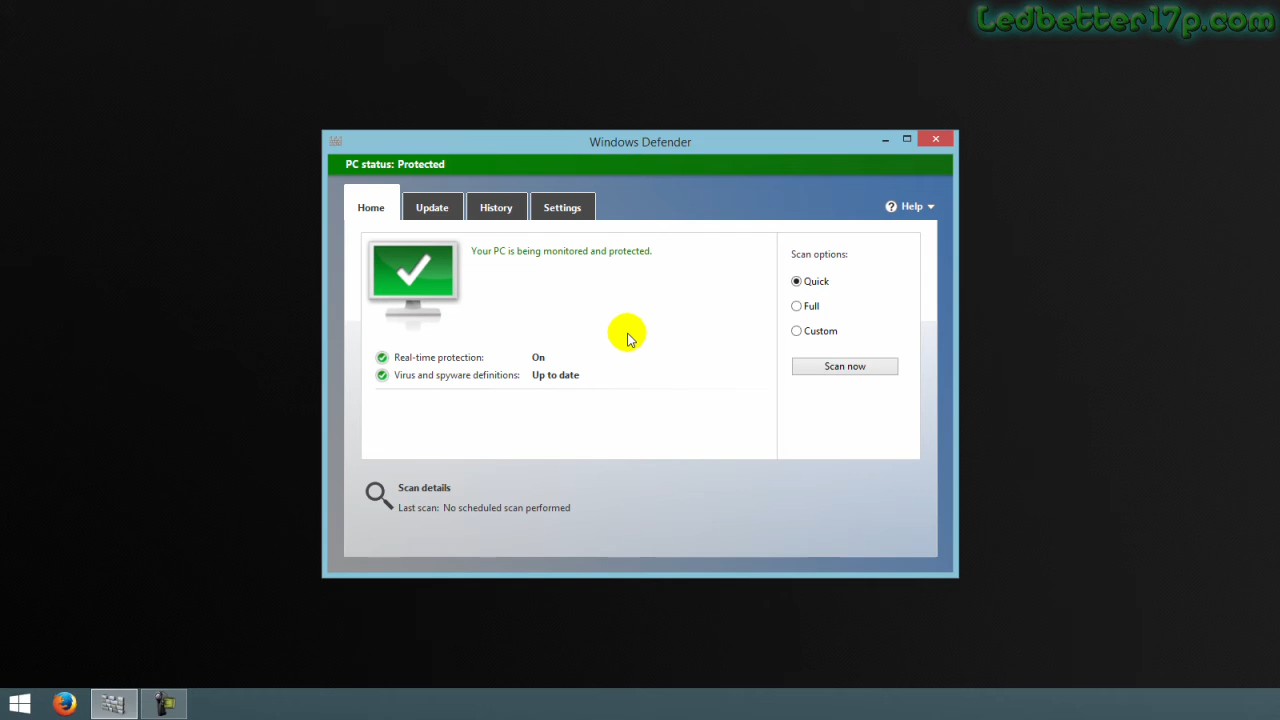 Ledbetter17p.com
Windows Defender
PC status: Protected
Home
Update
History
Settings
Help
Your PC is being monitored and protected.
Real-time protection: On
Virus and spyware definitions: Up to date
Scan options:
Quick
Full
Custom
Scan now
Scan details
Last scan: No scheduled scan performed